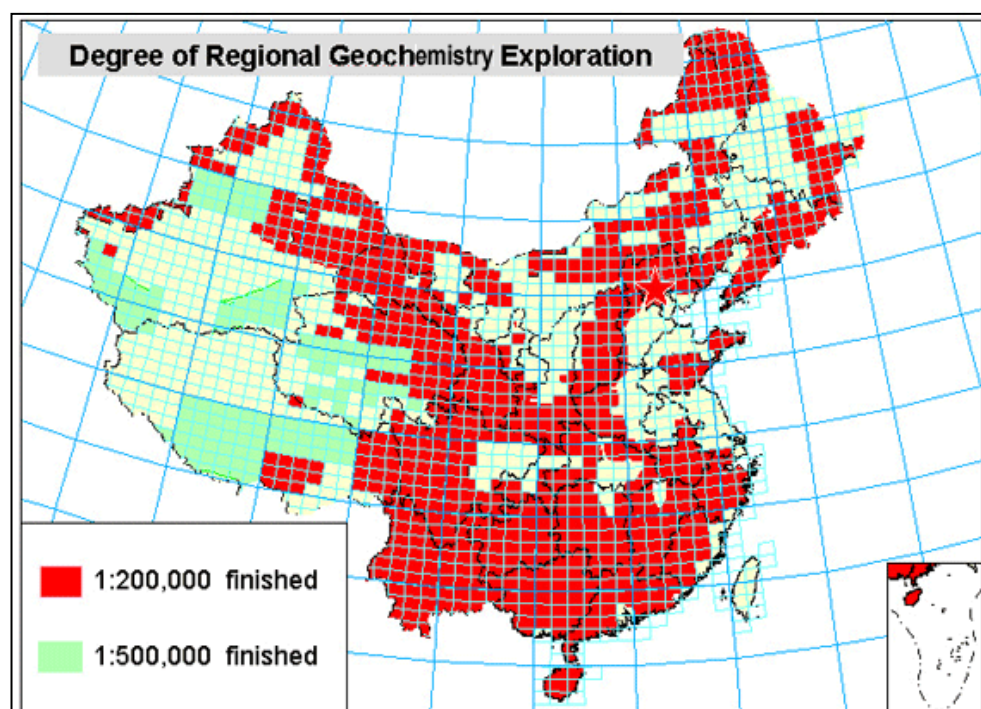 Degree of Regional Geochemistry Exploration
1:200,000 finished
1:500,000 finished